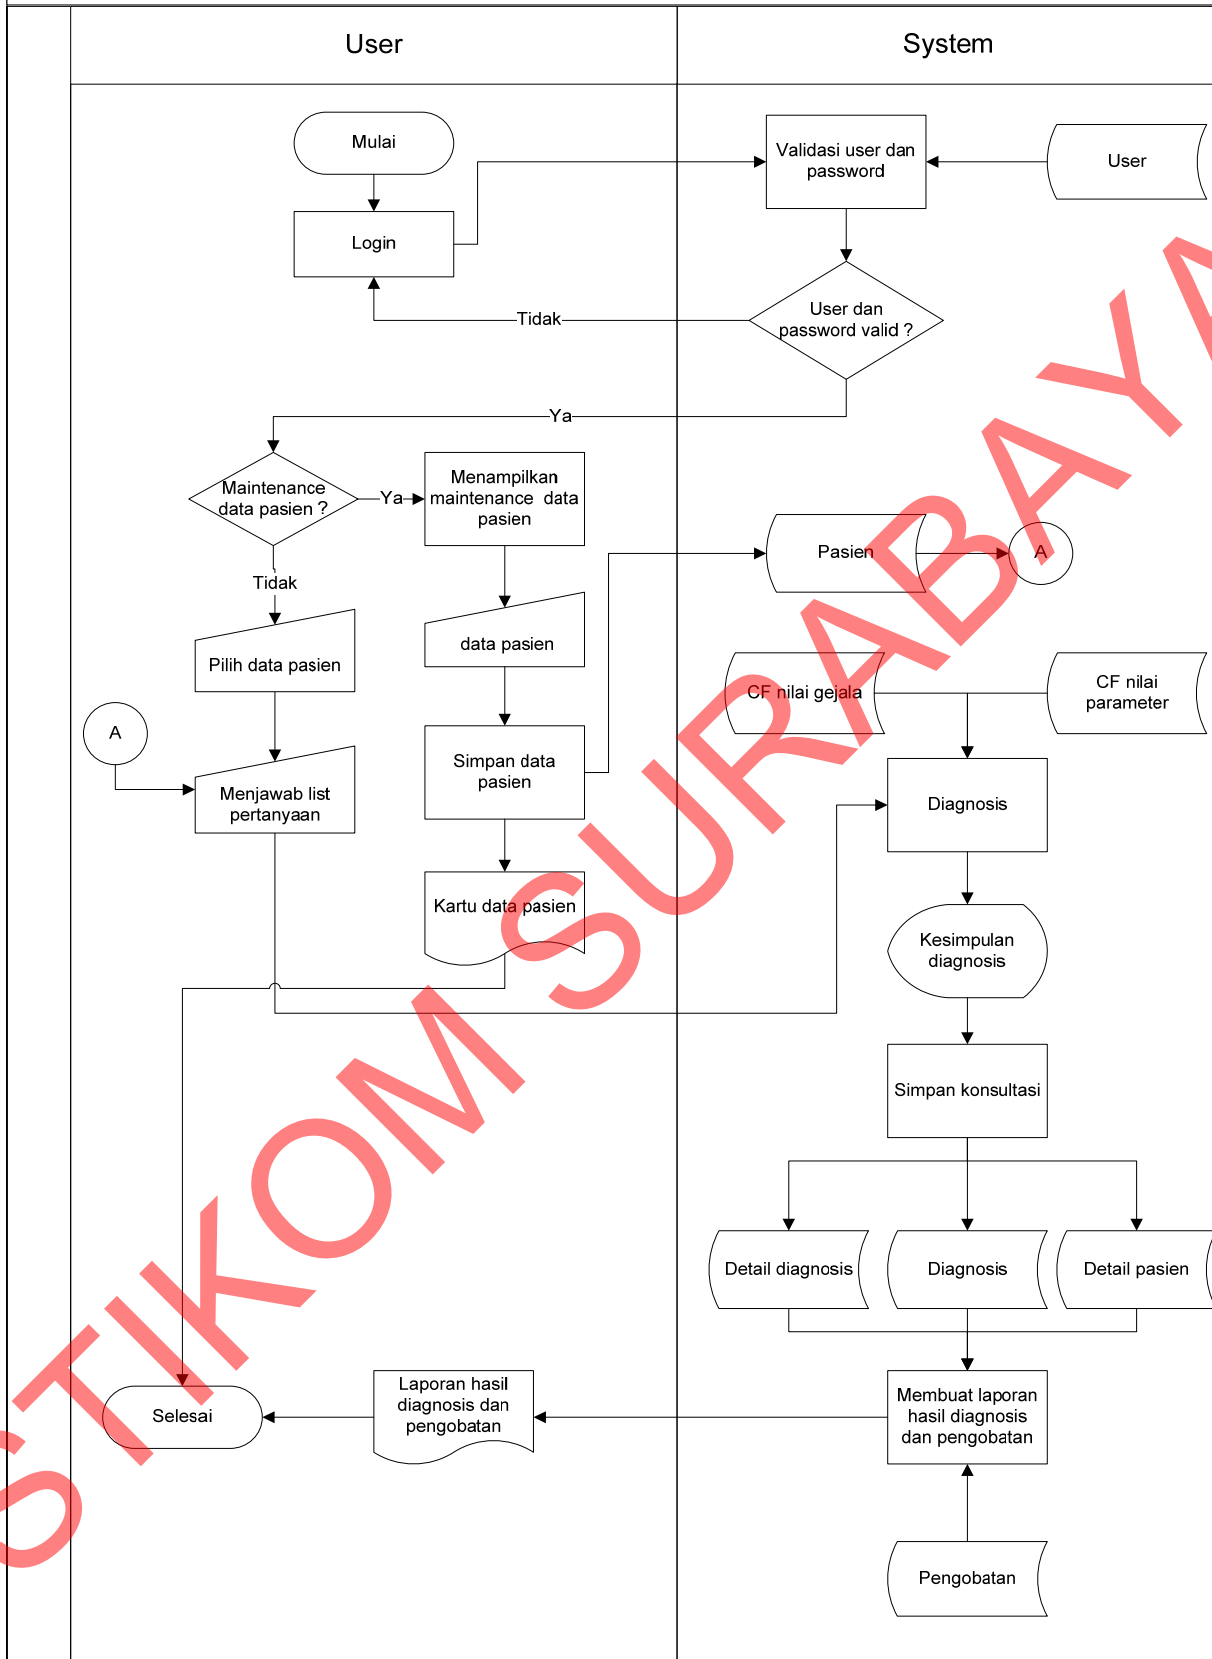 User
System
Mulai
Validasi user dan
password
User
Login
User dan
password valid ?
Tidak
Ya
Maintenance
data pasien ?
Ya
Menampilkan
maintenance  data
pasien
Pasien
A
Tidak
data pasien
Pilih data pasien
CF nilai gejala
CF nilai
parameter
A
Simpan data
pasien
Menjawab list
pertanyaan
Diagnosis
Kartu data pasien
Kesimpulan
diagnosis
Simpan konsultasi
Detail diagnosis
Diagnosis
Detail pasien
Selesai
Laporan hasil
diagnosis dan
pengobatan
Membuat laporan
hasil diagnosis
dan pengobatan
Pengobatan
STIKOM SURABAYA